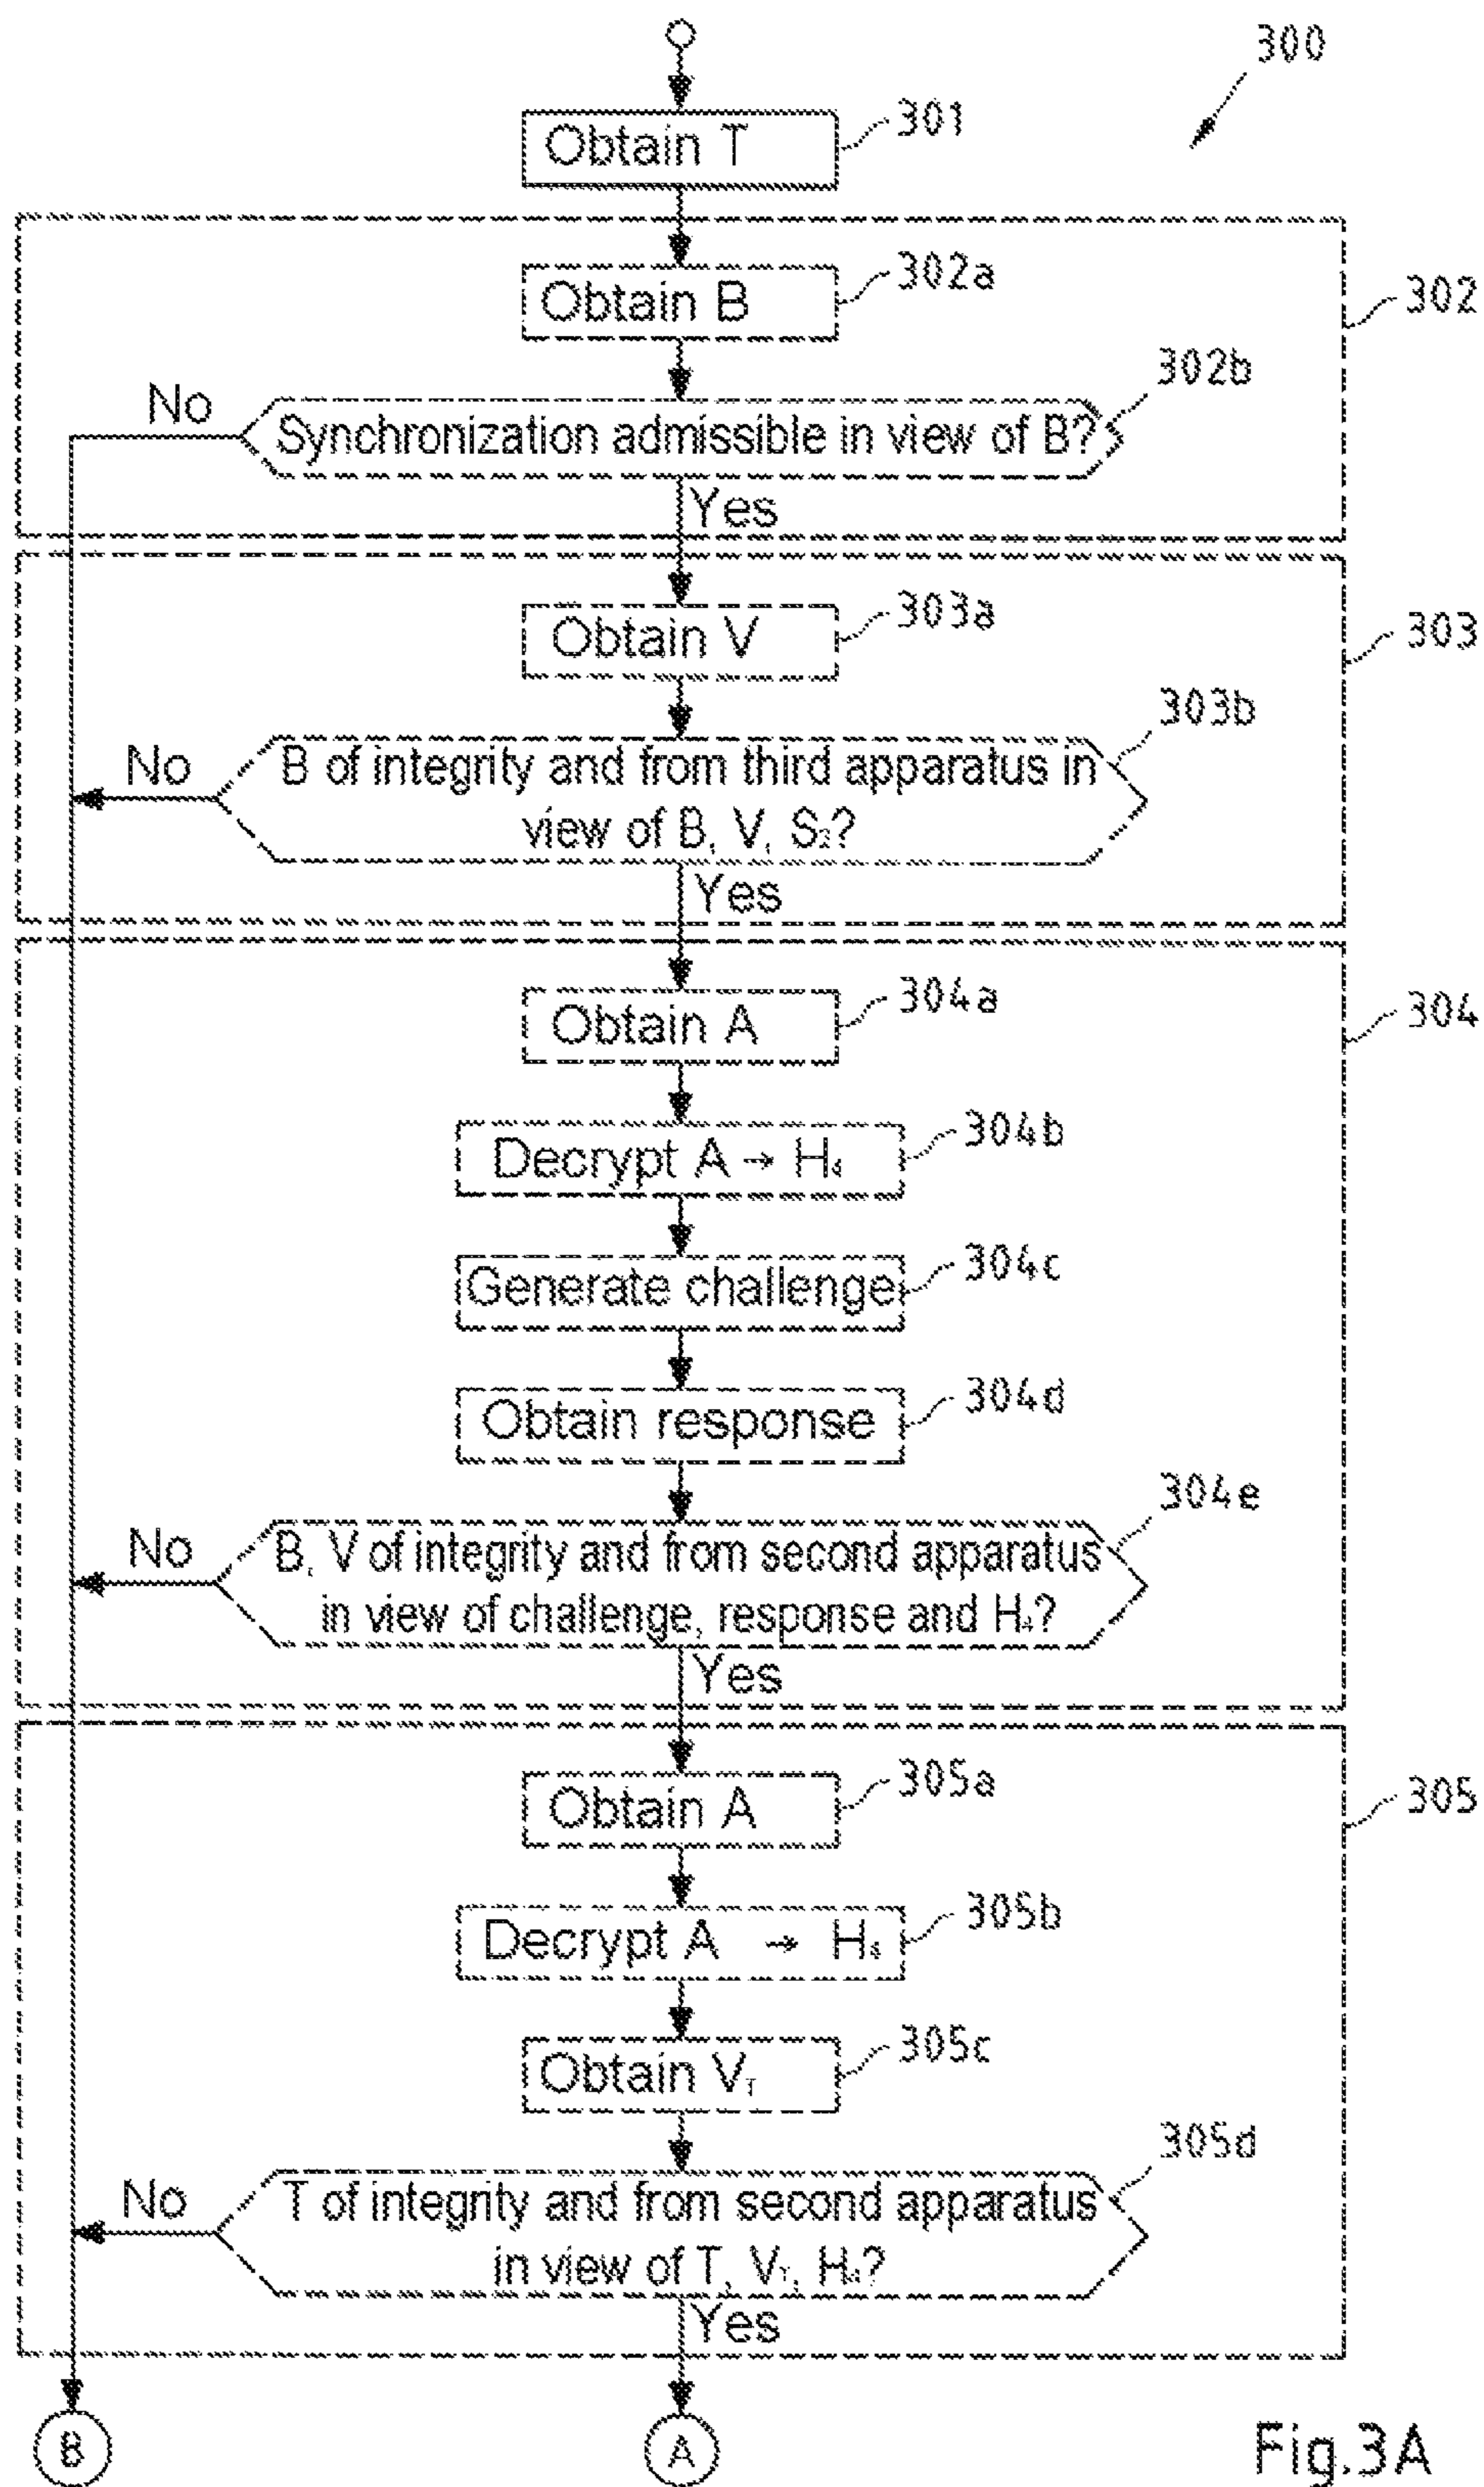 300
Obtain T
301
Obtain B
302a
302
Synchronization admissible in view of B?
302b
No
Yes
Obtain V
303a
303
B of integrity and from third apparatus in
view of B, V, S₂?
303b
No
Yes
Obtain A
304a
304
Decrypt A → H₄
304b
Generate challenge
304c
Obtain response
304d
B, V of integrity and from second apparatus
in view of challenge, response and H₄?
304e
No
Yes
Obtain A
305a
305
Decrypt A → H₄
305b
Obtain V_T
305c
T of integrity and from second apparatus
in view of T, V_T, H₄?
305d
No
Yes
B
A
Fig.3A